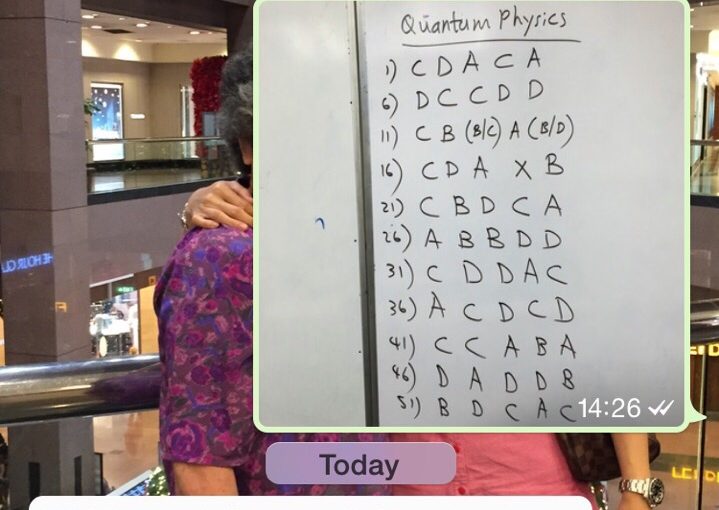 Quantum Physics
1) C D A C A
6) D C C D D
11) C B (B/C) A (B/D)
16) C D A X B
21) C B D C A
26) A B B D D
31) C D D A C
36) A C D C D
41) C C A B A
46) D A D D B
51) B D C A C
14:26
Today